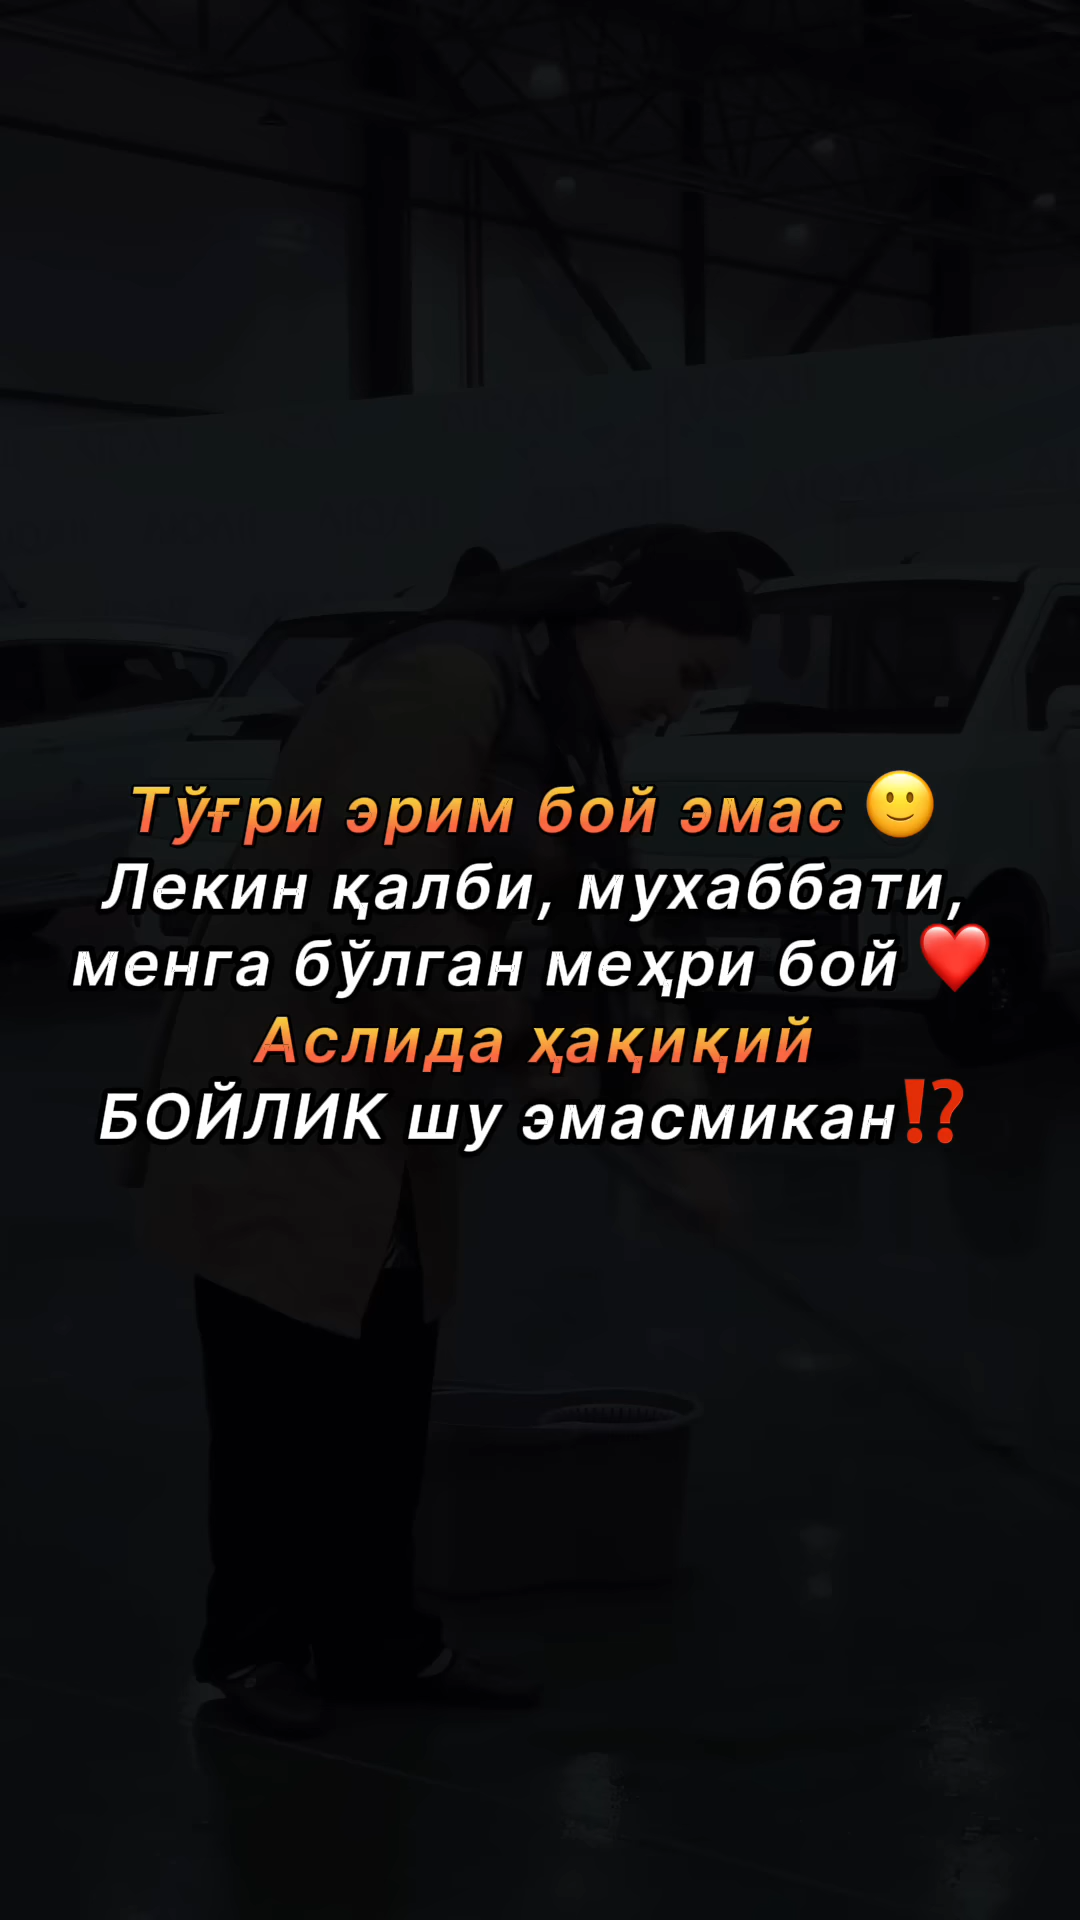 Тўғри эрим бой эмас 🙂
Лекин қалби, мухаббати,
менга бўлган меҳри бой ❤️
Аслида ҳақиқий
БОЙЛИК шу эмасмикан⁉️